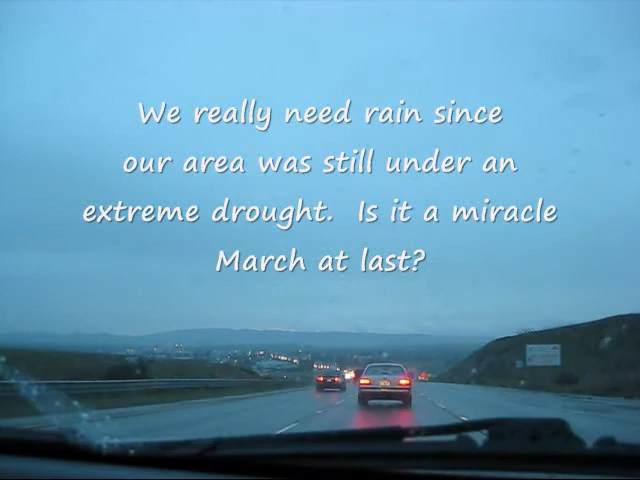 We really need rain since
our area was still under an
extreme drought.  Is it a miracle
March at last?